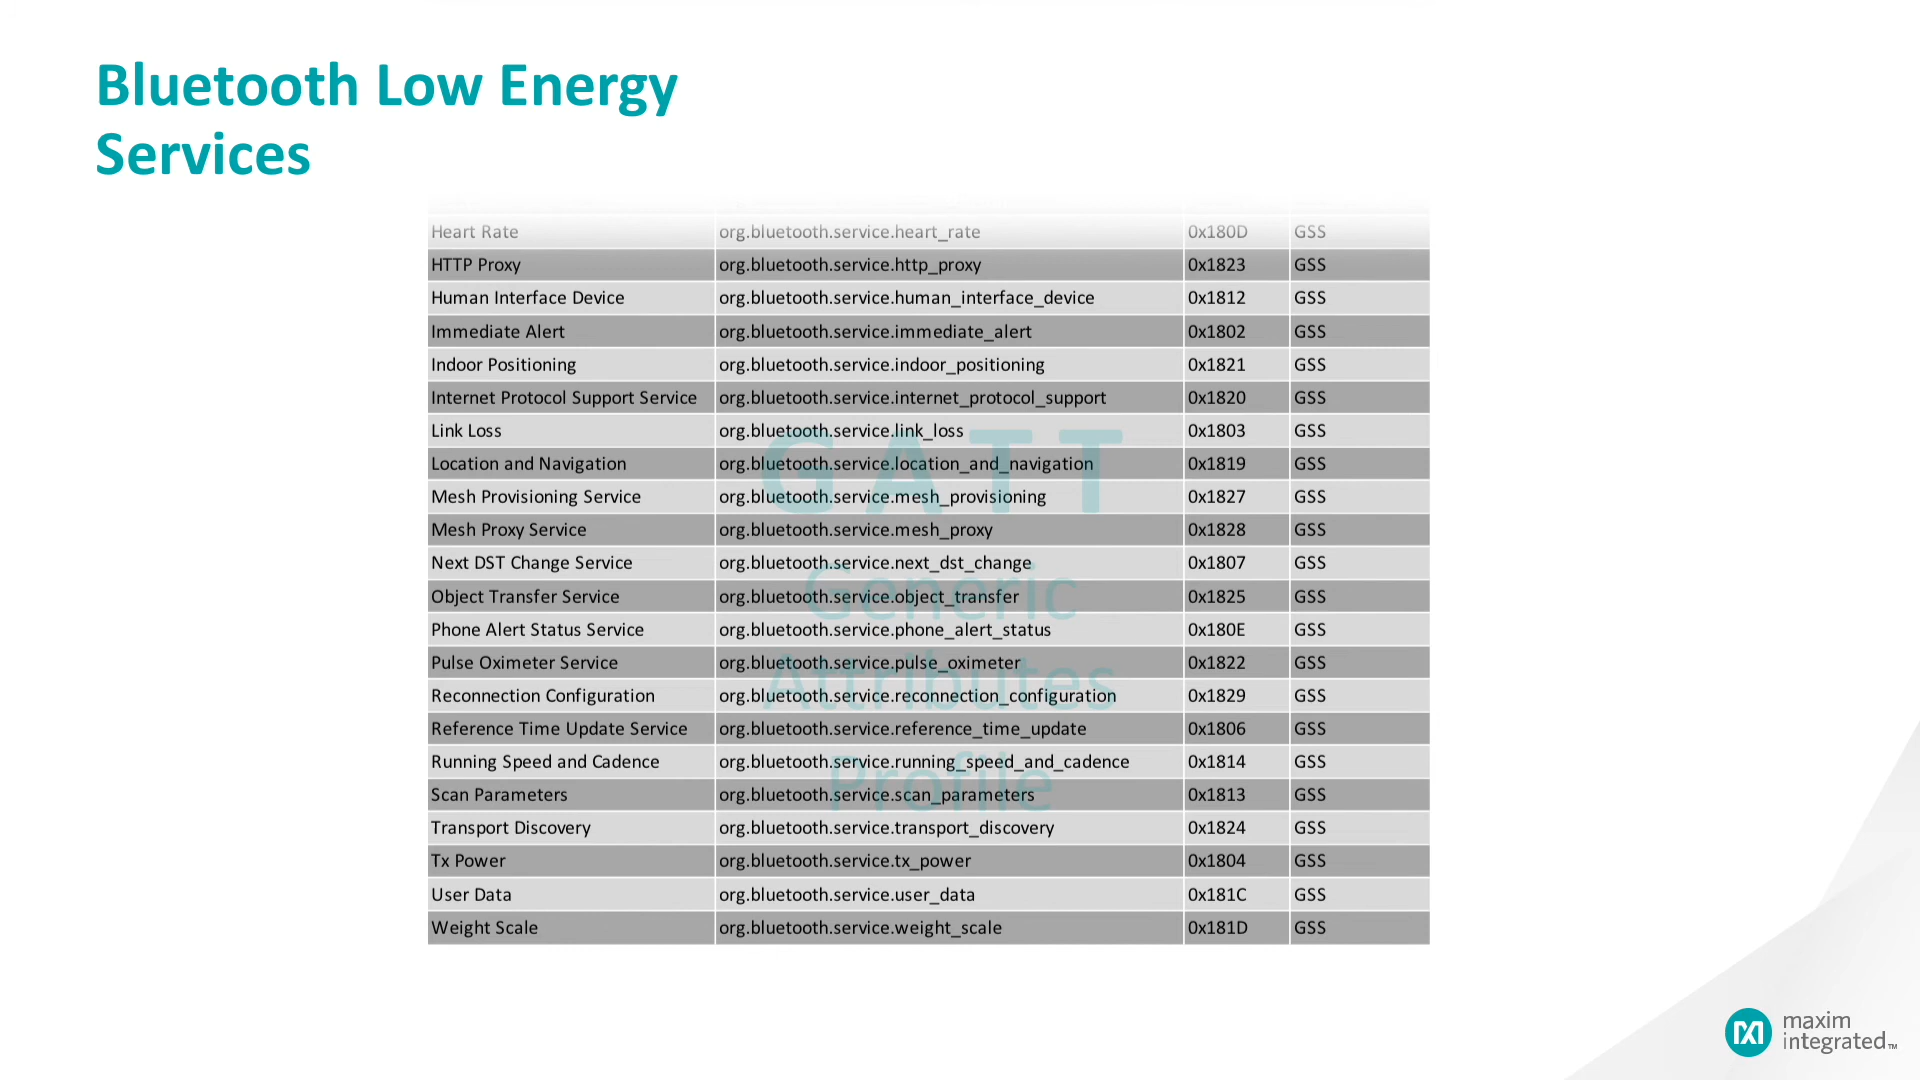 Bluetooth Low Energy
Services
Heart Rate org.bluetooth.service.heart_rate 0x180D GSS
HTTP Proxy org.bluetooth.service.http_proxy 0x1823 GSS
Human Interface Device org.bluetooth.service.human_interface_device 0x1812 GSS
Immediate Alert org.bluetooth.service.immediate_alert 0x1802 GSS
Indoor Positioning org.bluetooth.service.indoor_positioning 0x1821 GSS
Internet Protocol Support Service org.bluetooth.service.internet_protocol_support 0x1820 GSS
Link Loss org.bluetooth.service.link_loss 0x1803 GSS
Location and Navigation org.bluetooth.service.location_and_navigation 0x1819 GSS
Mesh Provisioning Service org.bluetooth.service.mesh_provisioning 0x1827 GSS
Mesh Proxy Service org.bluetooth.service.mesh_proxy 0x1828 GSS
Next DST Change Service org.bluetooth.service.next_dst_change 0x1807 GSS
Object Transfer Service org.bluetooth.service.object_transfer 0x1825 GSS
Phone Alert Status Service org.bluetooth.service.phone_alert_status 0x180E GSS
Pulse Oximeter Service org.bluetooth.service.pulse_oximeter 0x1822 GSS
Reconnection Configuration org.bluetooth.service.reconnection_configuration 0x1829 GSS
Reference Time Update Service org.bluetooth.service.reference_time_update 0x1806 GSS
Running Speed and Cadence org.bluetooth.service.running_speed_and_cadence 0x1814 GSS
Scan Parameters org.bluetooth.service.scan_parameters 0x1813 GSS
Transport Discovery org.bluetooth.service.transport_discovery 0x1824 GSS
Tx Power org.bluetooth.service.tx_power 0x1804 GSS
User Data org.bluetooth.service.user_data 0x181C GSS
Weight Scale org.bluetooth.service.weight_scale 0x181D GSS
GATT
Generic
Attributes
Profile
maxim
integrated™